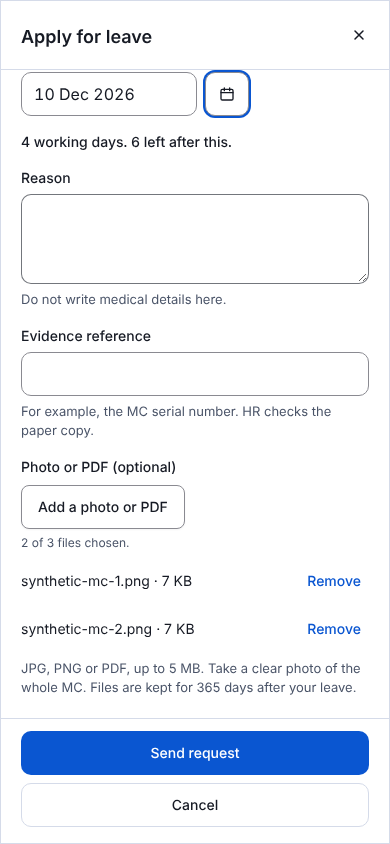 Apply for leave
10 Dec 2026
4 working days. 6 left after this.
Reason
Do not write medical details here.
Evidence reference
For example, the MC serial number. HR checks the
paper copy.
Photo or PDF (optional)
Add a photo or PDF
2 of 3 files chosen.
synthetic-mc-1.png · 7 KB
Remove
synthetic-mc-2.png · 7 KB
Remove
JPG, PNG or PDF, up to 5 MB. Take a clear photo of the
whole MC. Files are kept for 365 days after your leave.
Send request
Cancel